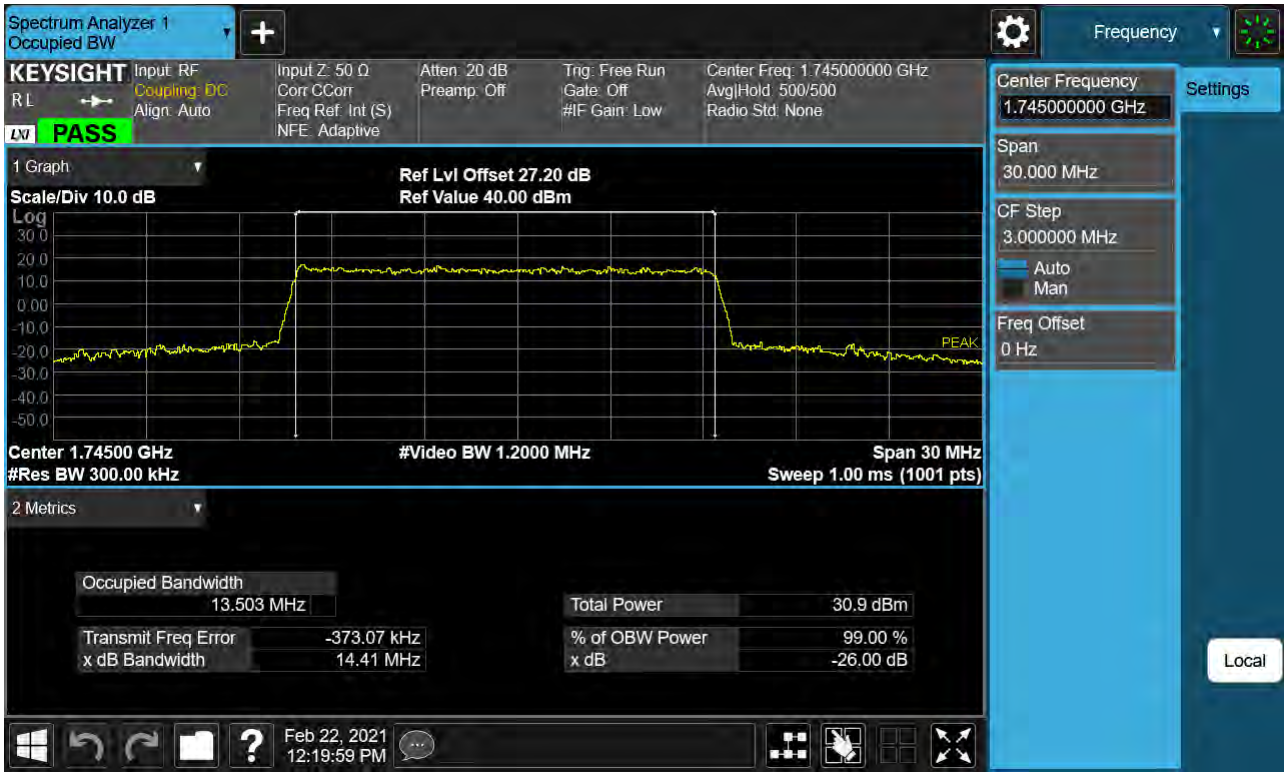 Spectrum Analyzer 1
Occupied BW
Frequency
KEYSIGHT
Input: RF
Coupling: DC
Align: Auto
Input Z: 50 Ω
Corr CCorr
Freq Ref: Int (S)
NFE: Adaptive
Atten: 20 dB
Preamp: Off
Trig: Free Run
Gate: Off
#IF Gain: Low
Center Freq: 1.745000000 GHz
Avg|Hold: 500/500
Radio Std: None
RL
LXI
PASS
Center Frequency
1.745000000 GHz
Settings
Span
30.000 MHz
CF Step
3.000000 MHz
Auto
Man
Freq Offset
0 Hz
1 Graph
Scale/Div 10.0 dB
Ref Lvl Offset 27.20 dB
Ref Value 40.00 dBm
Log
30.0
20.0
10.0
0.00
-10.0
-20.0
-30.0
-40.0
-50.0
PEAK
Center 1.74500 GHz
#Video BW 1.2000 MHz
Span 30 MHz
#Res BW 300.00 kHz
Sweep 1.00 ms (1001 pts)
2 Metrics
Occupied Bandwidth
13.503 MHz
Total Power 30.9 dBm
Transmit Freq Error -373.07 kHz
% of OBW Power 99.00 %
x dB Bandwidth 14.41 MHz
x dB -26.00 dB
Local
Feb 22, 2021
12:19:59 PM